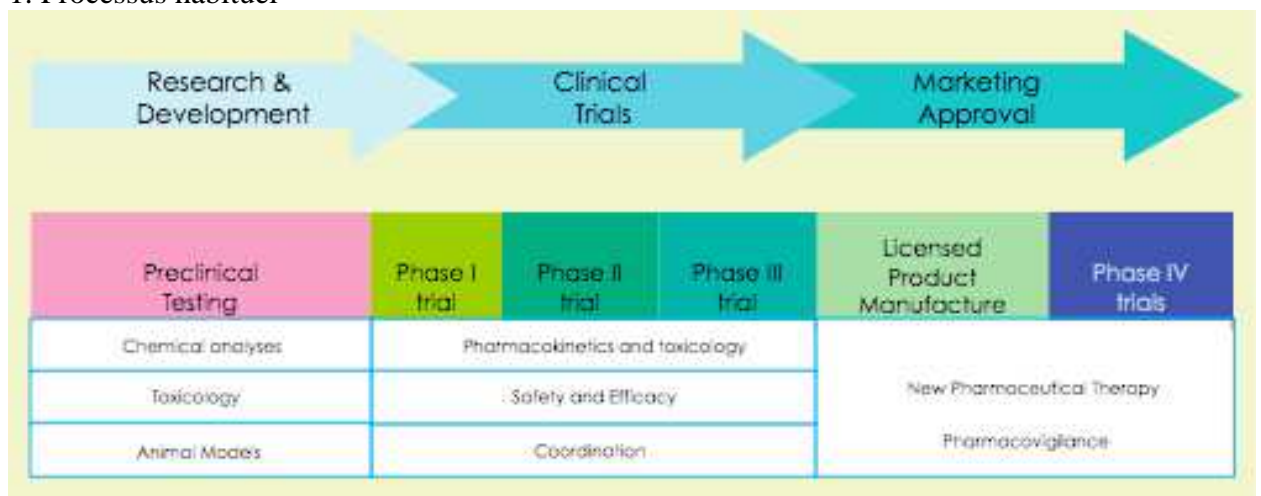 1. Processus habituel
Research &
Development
Clinical
Trials
Marketing
Approval
Preclinical
Testing
Phase I
trial
Phase II
trial
Phase III
trial
Licensed
Product
Manufacture
Phase IV
trials
Chemical analyses
Toxicology
Animal Models
Pharmacokinetics and toxicology
Safety and Efficacy
Coordination
New Pharmaceutical Therapy
Pharmacovigilance